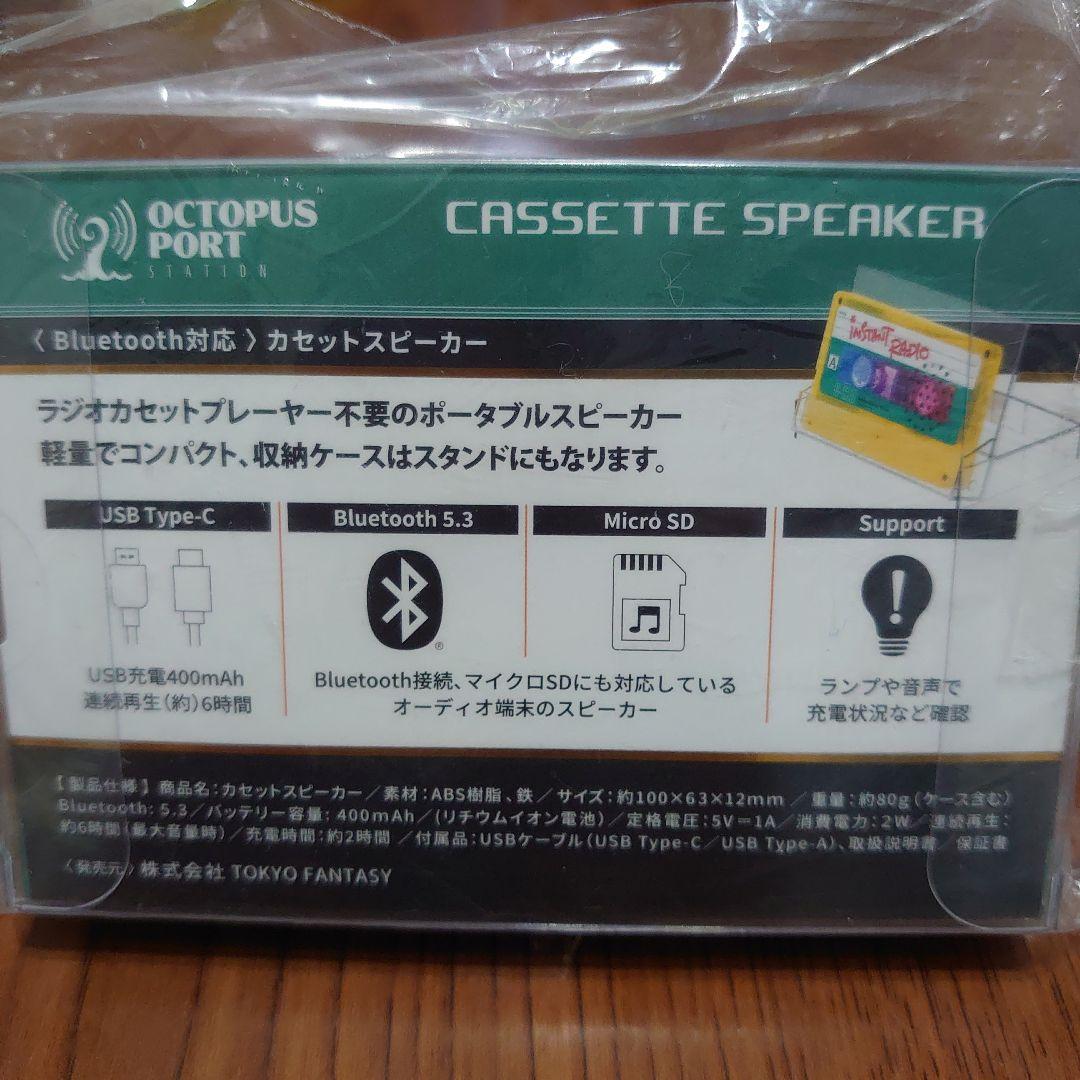 OCTOPUS
PORT
STATION
CASSETTE SPEAKER
〈 Bluetooth対応 〉カセットスピーカー
INSTANT RADIO
A
ラジオカセットプレーヤー不要のポータブルスピーカー
軽量でコンパクト、収納ケースはスタンドにもなります。
USB Type-C
Bluetooth 5.3
Micro SD
Support
USB充電400mAh
連続再生(約)6時間
Bluetooth接続、マイクロSDにも対応している
オーディオ端末のスピーカー
ランプや音声で
充電状況など確認
【製品仕様】商品名:カセットスピーカー/素材:ABS樹脂、鉄/サイズ:約100×63×12mm/重量:約80g(ケース含む)
Bluetooth: 5.3/バッテリー容量: 400mAh/(リチウムイオン電池)/定格電圧:5V=1A/消費電力:2W/連続再生:
約6時間(最大音量時)/充電時間:約2時間/付属品:USBケーブル(USB Type-C/USB Type-A)、取扱説明書/保証書
〈発売元〉株式会社 TOKYO FANTASY